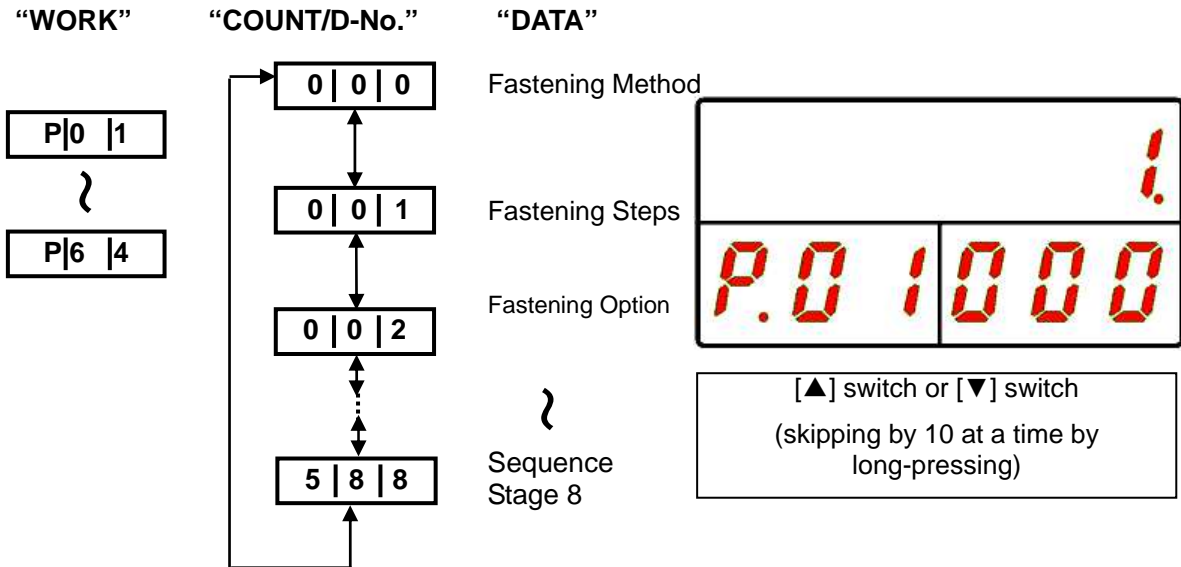 “WORK” “COUNT/D-No.” “DATA”
0 | 0 | 0 Fastening Method
P|0 |1
~
P|6 |4
0 | 0 | 1 Fastening Steps
0 | 0 | 2 Fastening Option
~
5 | 8 | 8 Sequence
Stage 8
1.
P.01 000
[▲] switch or [▼] switch
(skipping by 10 at a time by
long-pressing)